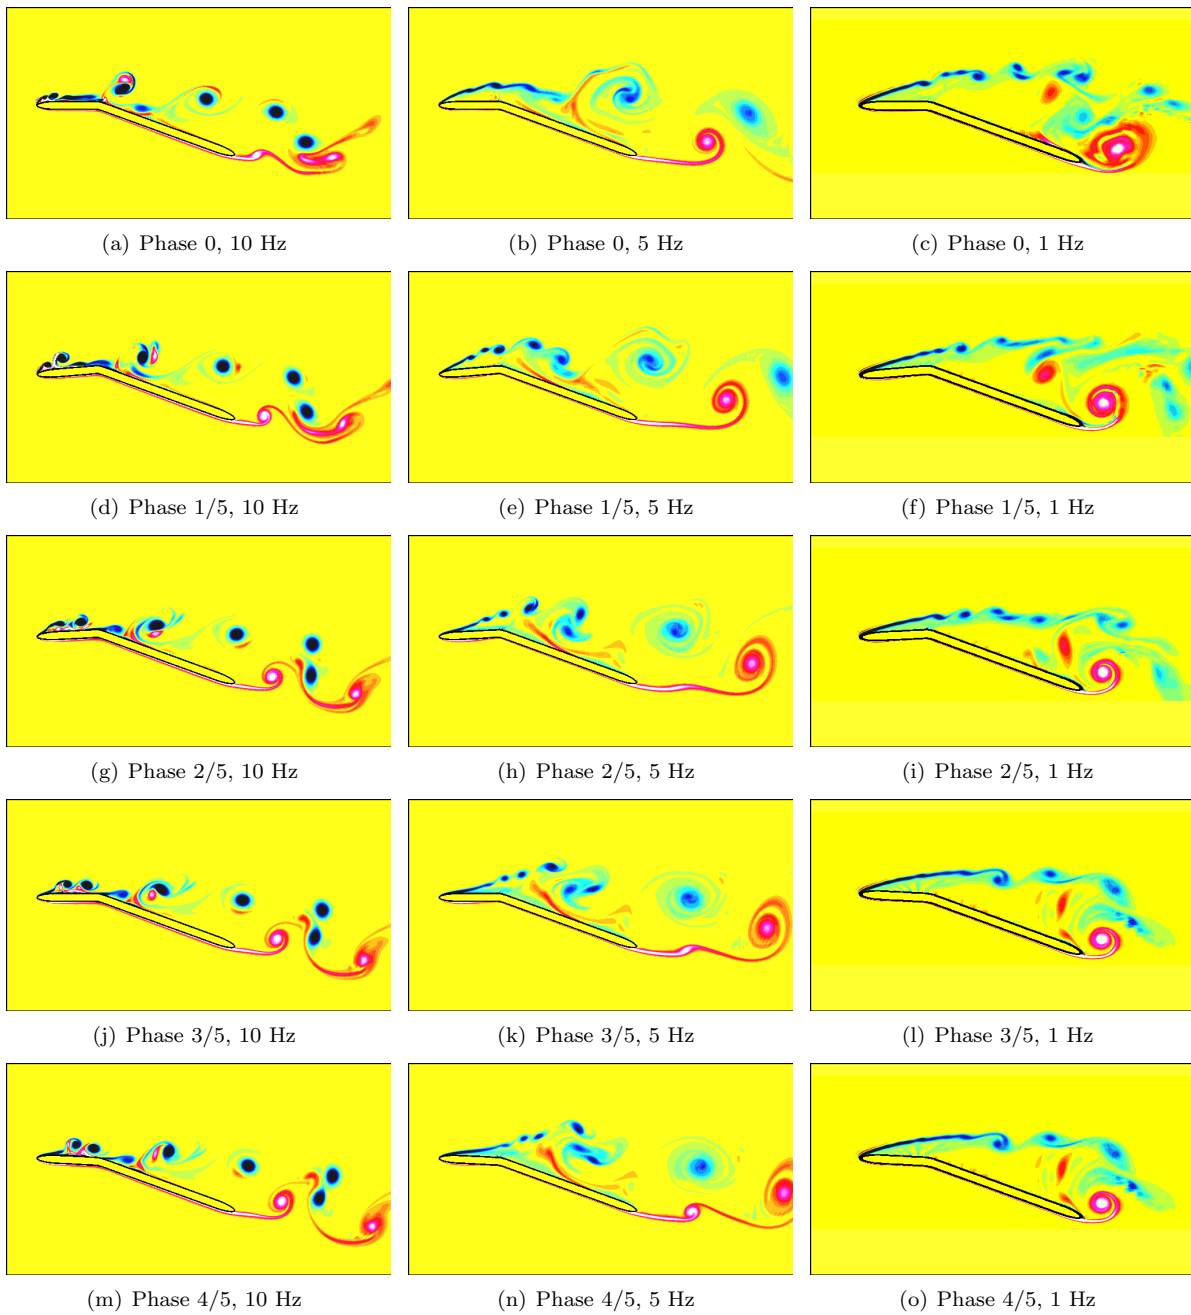 (a) Phase 0, 10 Hz
(b) Phase 0, 5 Hz
(c) Phase 0, 1 Hz
(d) Phase 1/5, 10 Hz
(e) Phase 1/5, 5 Hz
(f) Phase 1/5, 1 Hz
(g) Phase 2/5, 10 Hz
(h) Phase 2/5, 5 Hz
(i) Phase 2/5, 1 Hz
(j) Phase 3/5, 10 Hz
(k) Phase 3/5, 5 Hz
(l) Phase 3/5, 1 Hz
(m) Phase 4/5, 10 Hz
(n) Phase 4/5, 5 Hz
(o) Phase 4/5, 1 Hz